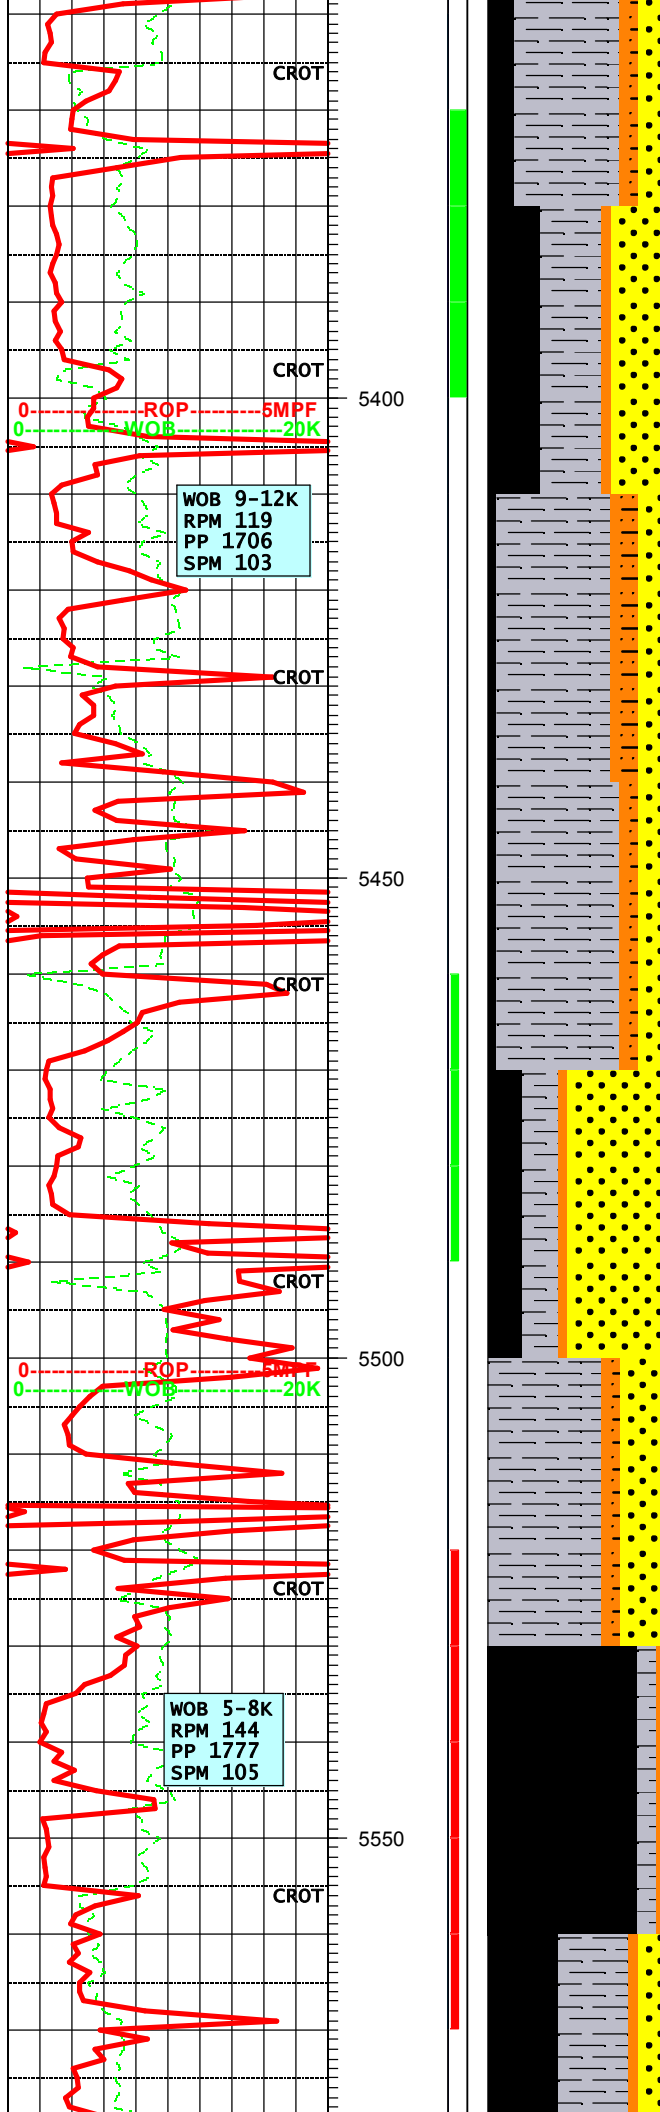 CROT
CROT
5400
0 ROP 5MPF
0 WOB 20K
WOB 9-12K
RPM 119
PP 1706
SPM 103
CROT
5450
CROT
CROT
5500
0 ROP 5MPF
0 WOB 20K
CROT
WOB 5-8K
RPM 144
PP 1777
SPM 105
5550
CROT